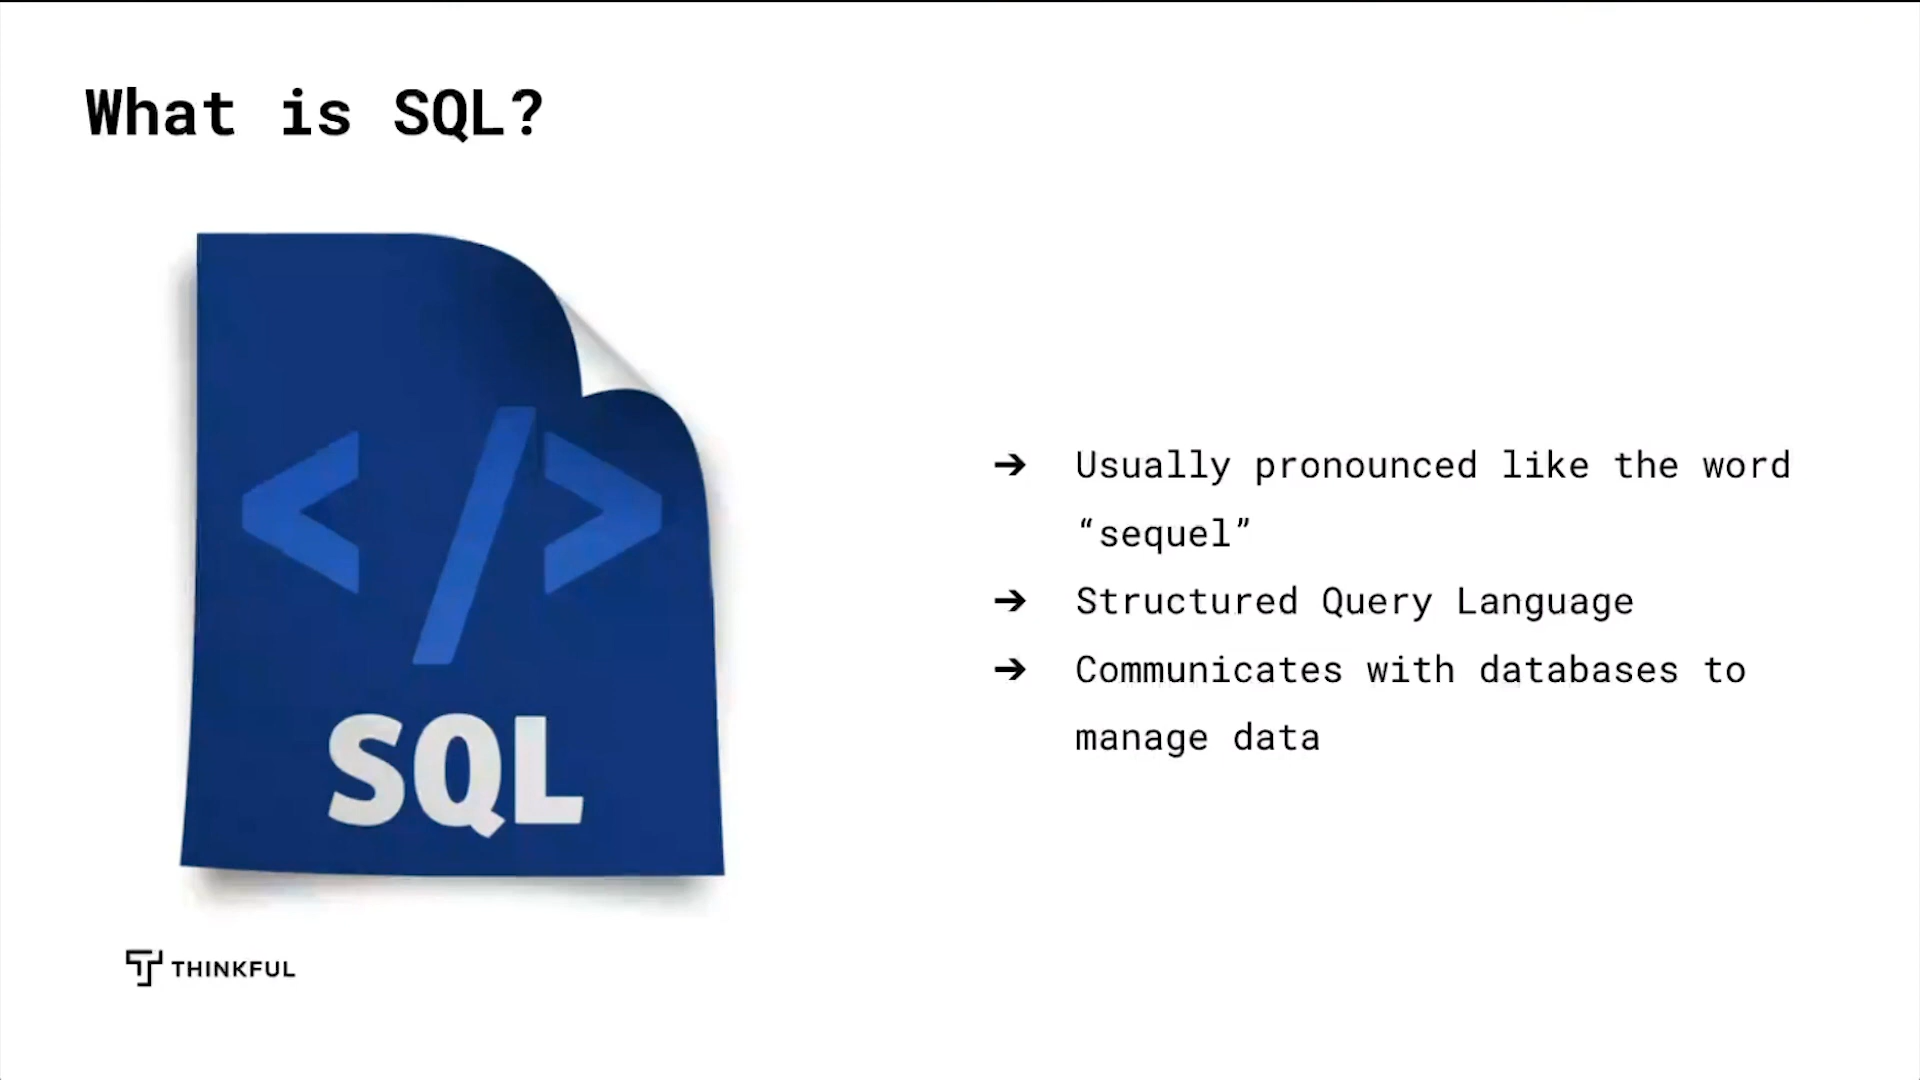 What is SQL?
</>
SQL
➔ Usually pronounced like the word
“sequel”
➔ Structured Query Language
➔ Communicates with databases to
manage data
THINKFUL